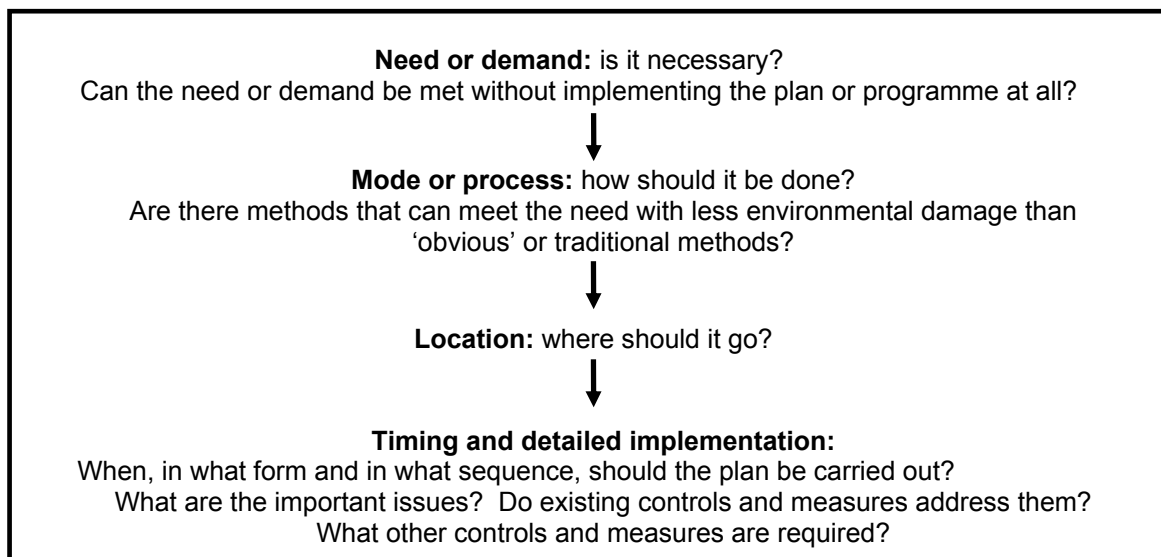 Need or demand: is it necessary?
Can the need or demand be met without implementing the plan or programme at all?
Mode or process: how should it be done?
Are there methods that can meet the need with less environmental damage than
‘obvious’ or traditional methods?
Location: where should it go?
Timing and detailed implementation:
When, in what form and in what sequence, should the plan be carried out?
What are the important issues?  Do existing controls and measures address them?
What other controls and measures are required?